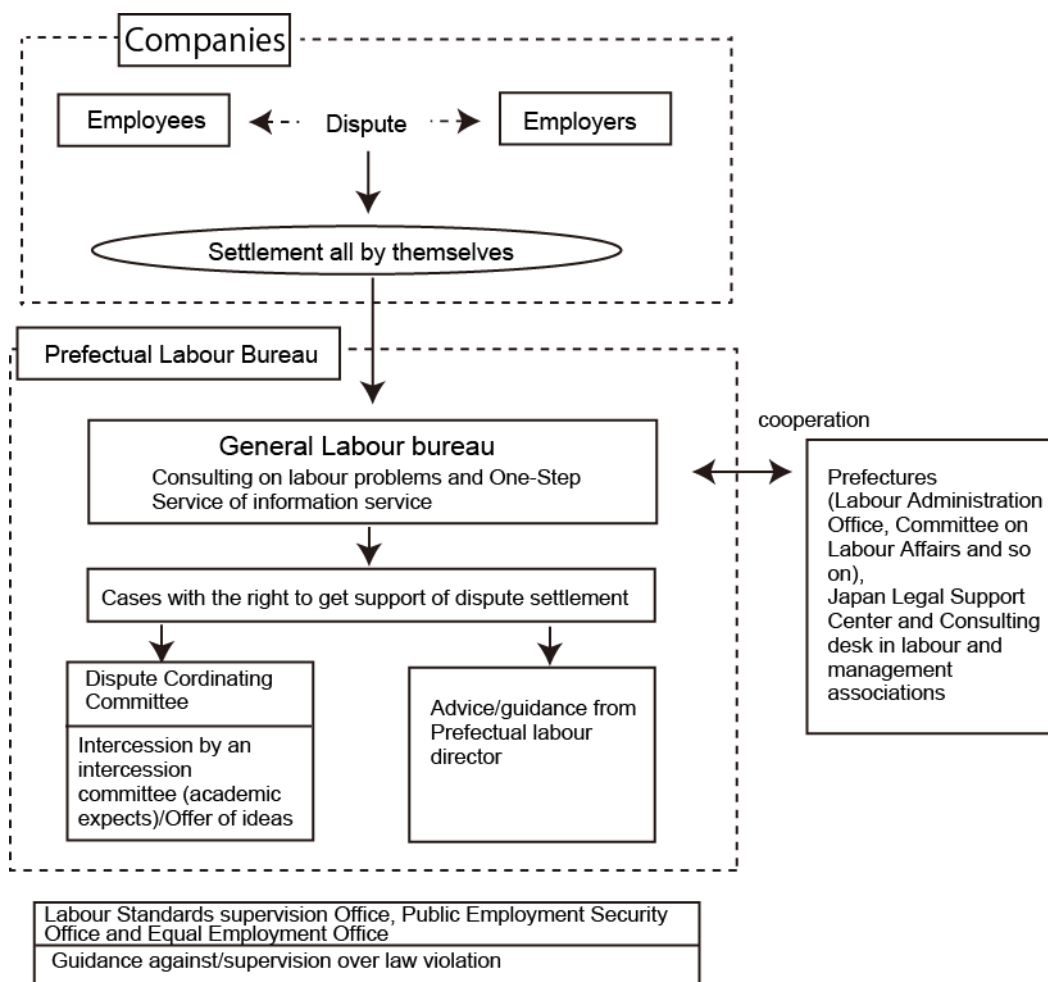 Companies
Employees
Dispute
Employers
Settlement all by themselves
Prefectual Labour Bureau
General Labour bureau
Consulting on labour problems and One-Step
Service of information service
cooperation
Prefectures
(Labour Administration
Office, Committee on
Labour Affairs and so
on),
Japan Legal Support
Center and Consulting
desk in labour and
management
associations
Cases with the right to get support of dispute settlement
Dispute Cordinating
Committee
Intercession by an
intercession
committee (academic
expects)/Offer of ideas
Advice/guidance from
Prefectual labour
director
Labour Standards supervision Office, Public Employment Security
Office and Equal Employment Office
Guidance against/supervision over law violation